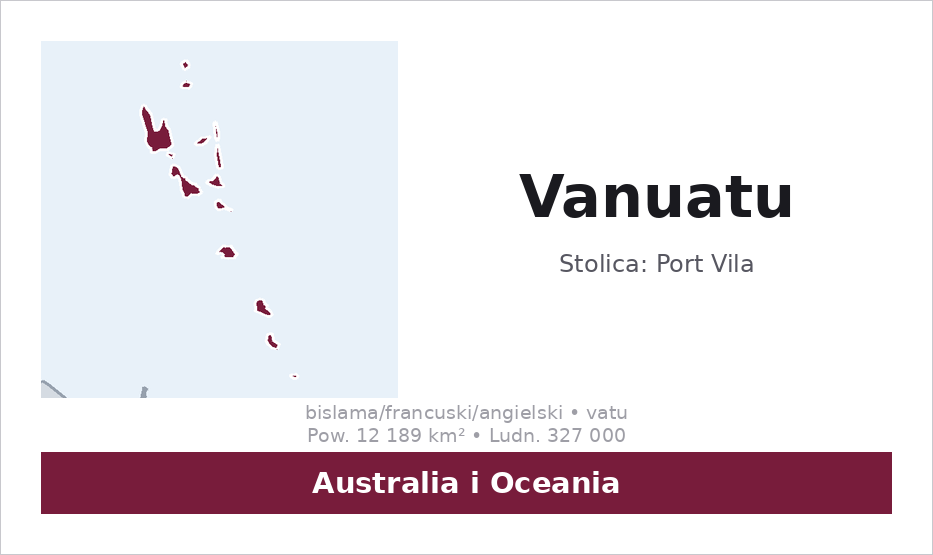 Vanuatu
Stolica: Port Vila
bislama/francuski/angielski • vatu
Pow. 12 189 km² • Ludn. 327 000
Australia i Oceania